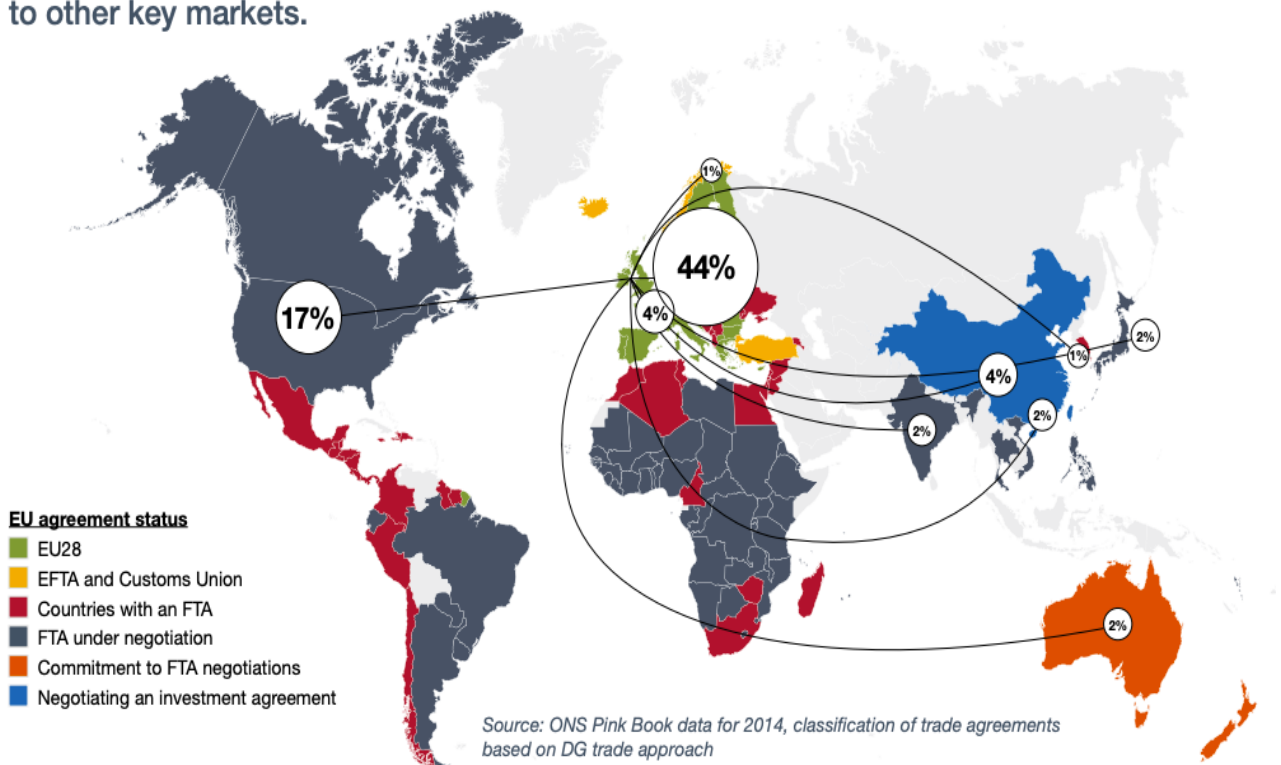 to other key markets.
1%
44%
17%
4%
2%
1%
4%
2%
2%
2%
EU agreement status
EU28
EFTA and Customs Union
Countries with an FTA
FTA under negotiation
Commitment to FTA negotiations
Negotiating an investment agreement
Source: ONS Pink Book data for 2014, classification of trade agreements
based on DG trade approach